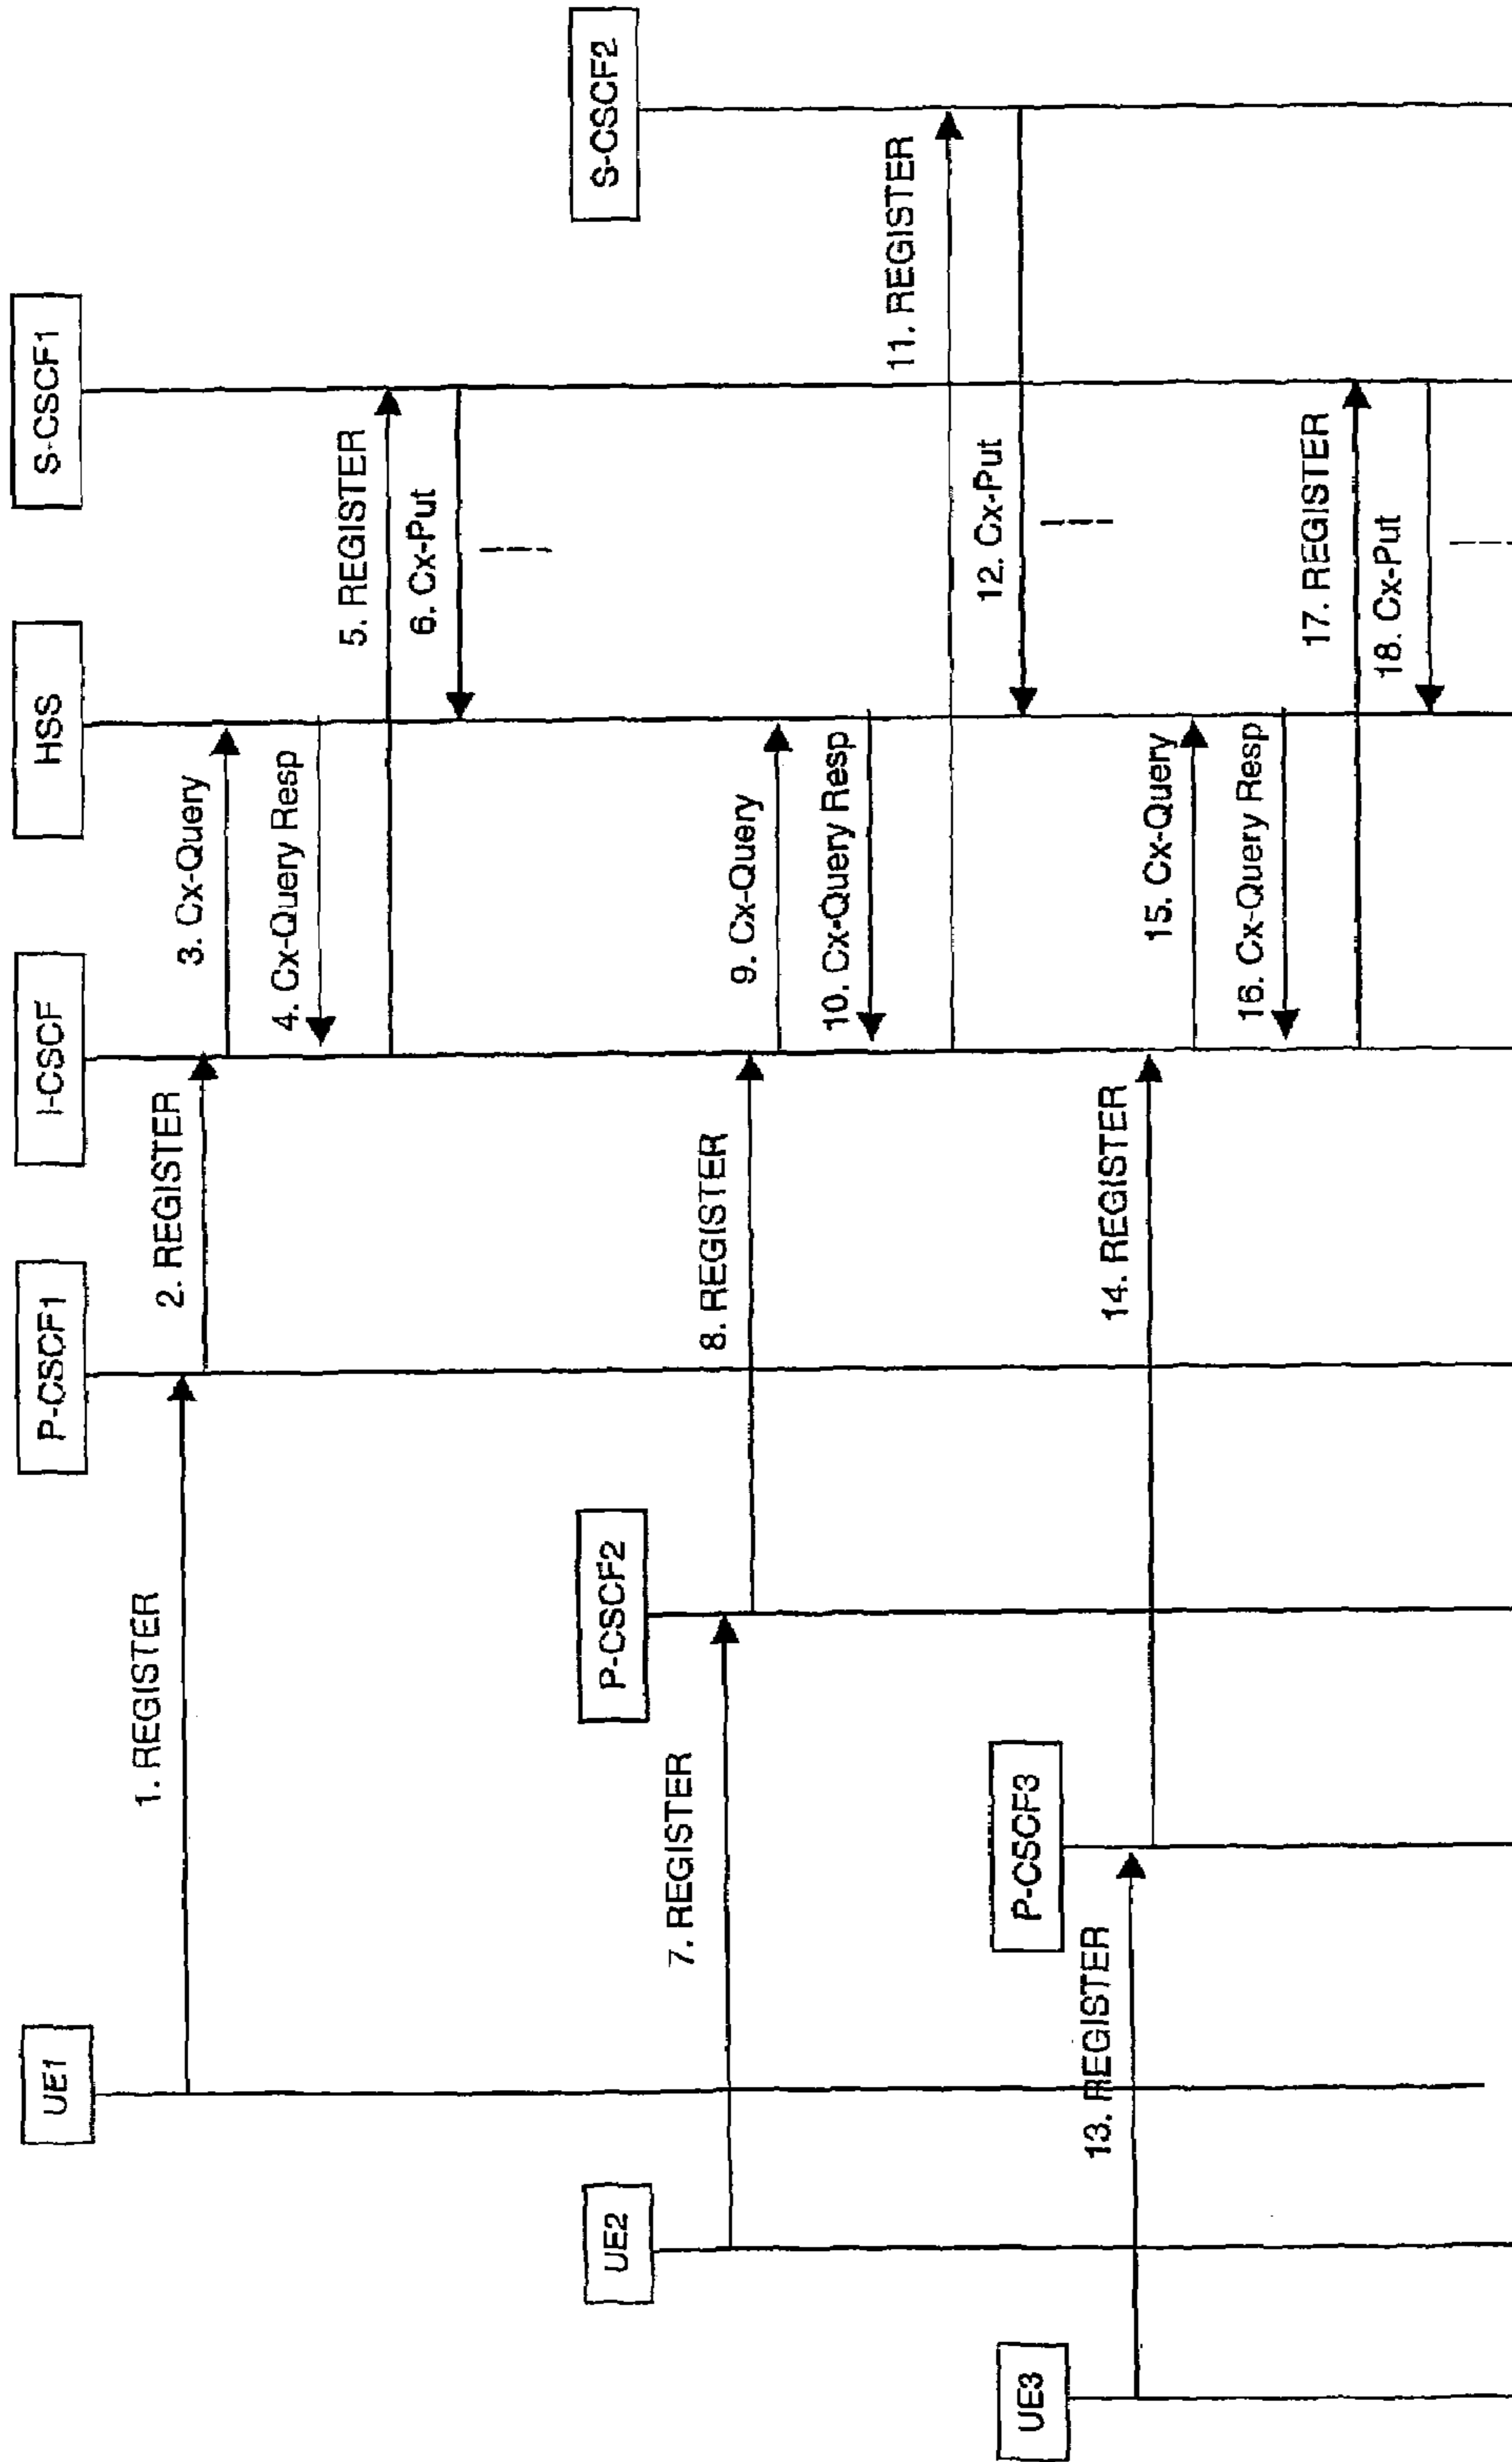 UE1
P-CSCF1
I-CSCF
HSS
S-CSCF1
1. REGISTER
2. REGISTER
3. Cx-Query
4. Cx-Query Resp
5. REGISTER
6. Cx-Put
UE2
P-CSCF2
S-CSCF2
7. REGISTER
8. REGISTER
9. Cx-Query
10. Cx-Query Resp
11. REGISTER
12. Cx-Put
UE3
P-CSCF3
13. REGISTER
14. REGISTER
15. Cx-Query
16. Cx-Query Resp
17. REGISTER
18. Cx-Put